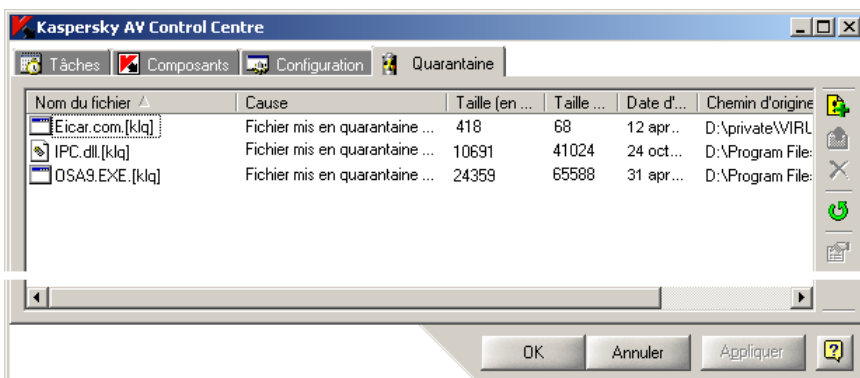 Kaspersky AV Control Centre
Tâches Composants Configuration Quarantaine
Nom du fichier Cause Taille (en ... Taille ... Date d'... Chemin d'origine
Eicar.com.[klq] Fichier mis en quarantaine ... 418 68 12 apr.. D:\private\VIRL
IPC.dll.[klq] Fichier mis en quarantaine ... 10691 41024 24 oct... D:\Program File:
OSA9.EXE.[klq] Fichier mis en quarantaine ... 24359 65588 31 apr... D:\Program File:
OK Annuler Appliquer